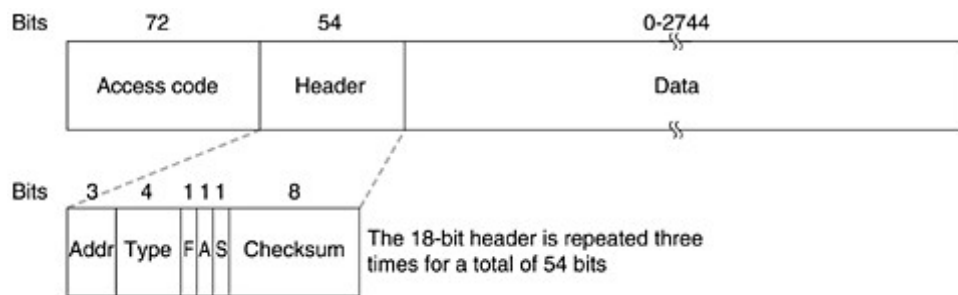 Bits 72 54 0-2744
Access code Header Data
Bits 3 4 1 1 1 8
Addr Type F A S Checksum
The 18-bit header is repeated three
times for a total of 54 bits